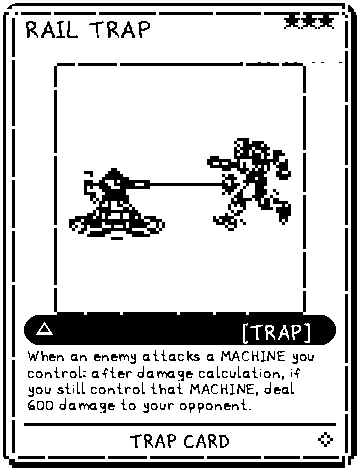 RAIL TRAP
[TRAP]
When an enemy attacks a MACHINE you
control: after damage calculation, if
you still control that MACHINE, deal
600 damage to your opponent.
TRAP CARD